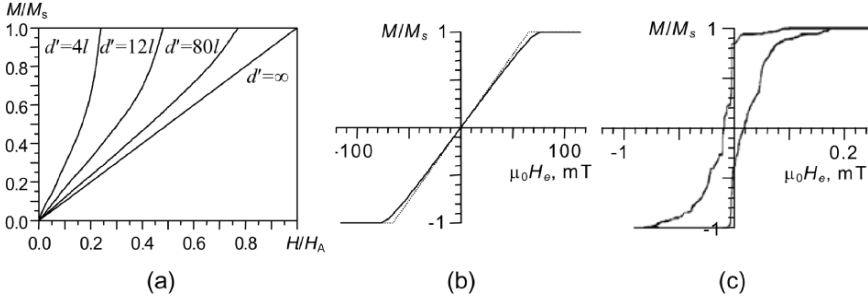 M/Ms
1.0
d'=4l d'=12l d'=80l
0.8
d'=∞
0.6
0.4
0.2
0.0
0.0 0.2 0.4 0.6 0.8
H/HA
(a)
M/Ms
1
-100 100
μ0He, mT
-1
(b)
M/Ms
1
-1 0.2
μ0He, mT
-1
(c)